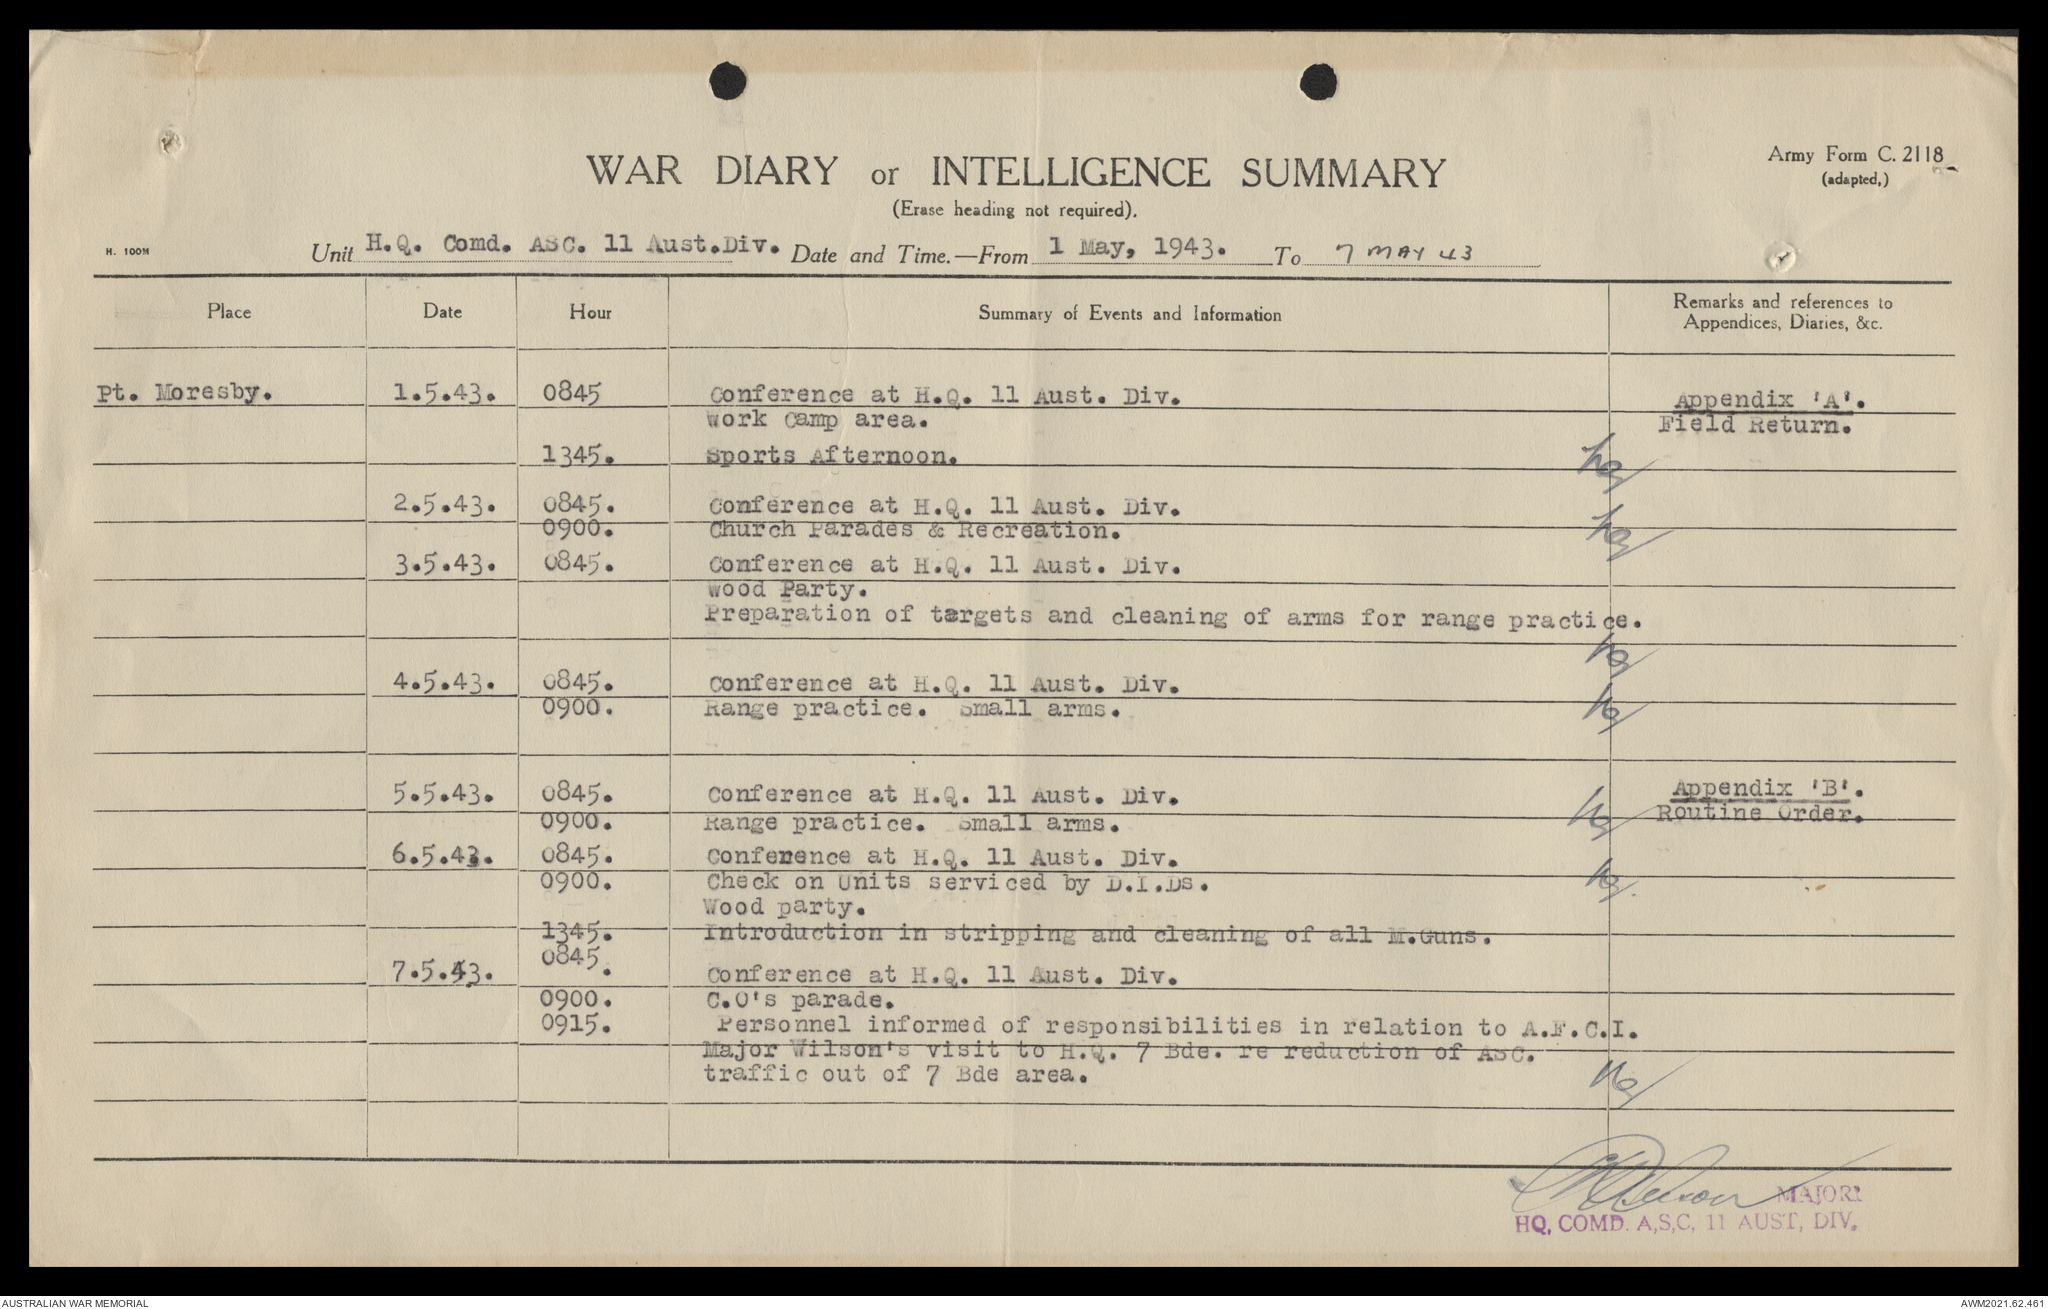 WAR DIARY or INTELLIGENCE SUMMARY
Army Form C. 2118
(adapted,)
(Erase heading not required).
H. 100M
Unit H.Q. Comd. ASC. 11 Aust.Div. Date and Time.—From 1 May, 1943. To 7 MAY 43
Place Date Hour Summary of Events and Information Remarks and references to
Appendices, Diaries, &c.
Pt. Moresby. 1.5.43. 0845 Conference at H.Q. 11 Aust. Div. Appendix 'A'.
Work Camp area. Field Return.
1345. Sports Afternoon.
2.5.43. 0845. Conference at H.Q. 11 Aust. Div.
0900. Church Parades & Recreation.
3.5.43. 0845. Conference at H.Q. 11 Aust. Div.
Wood Party.
Preparation of targets and cleaning of arms for range practice.
4.5.43. 0845. Conference at H.Q. 11 Aust. Div.
0900. Range practice. Small arms.
5.5.43. 0845. Conference at H.Q. 11 Aust. Div. Appendix 'B'.
0900. Range practice. Small arms. Routine Order.
6.5.43. 0845. Conference at H.Q. 11 Aust. Div.
0900. Check on Units serviced by D.I.Ds.
Wood party.
1345. Introduction in stripping and cleaning of all M.Guns.
7.5.43. 0845. Conference at H.Q. 11 Aust. Div.
0900. C.O's parade.
0915. Personnel informed of responsibilities in relation to A.F.C.I.
Major Wilson's visit to H.Q. 7 Bde. re reduction of ASC.
traffic out of 7 Bde area.
MAJOR
HQ, COMD. A,S,C, 11 AUST, DIV.
AUSTRALIAN WAR MEMORIAL
AWM2021.62.461